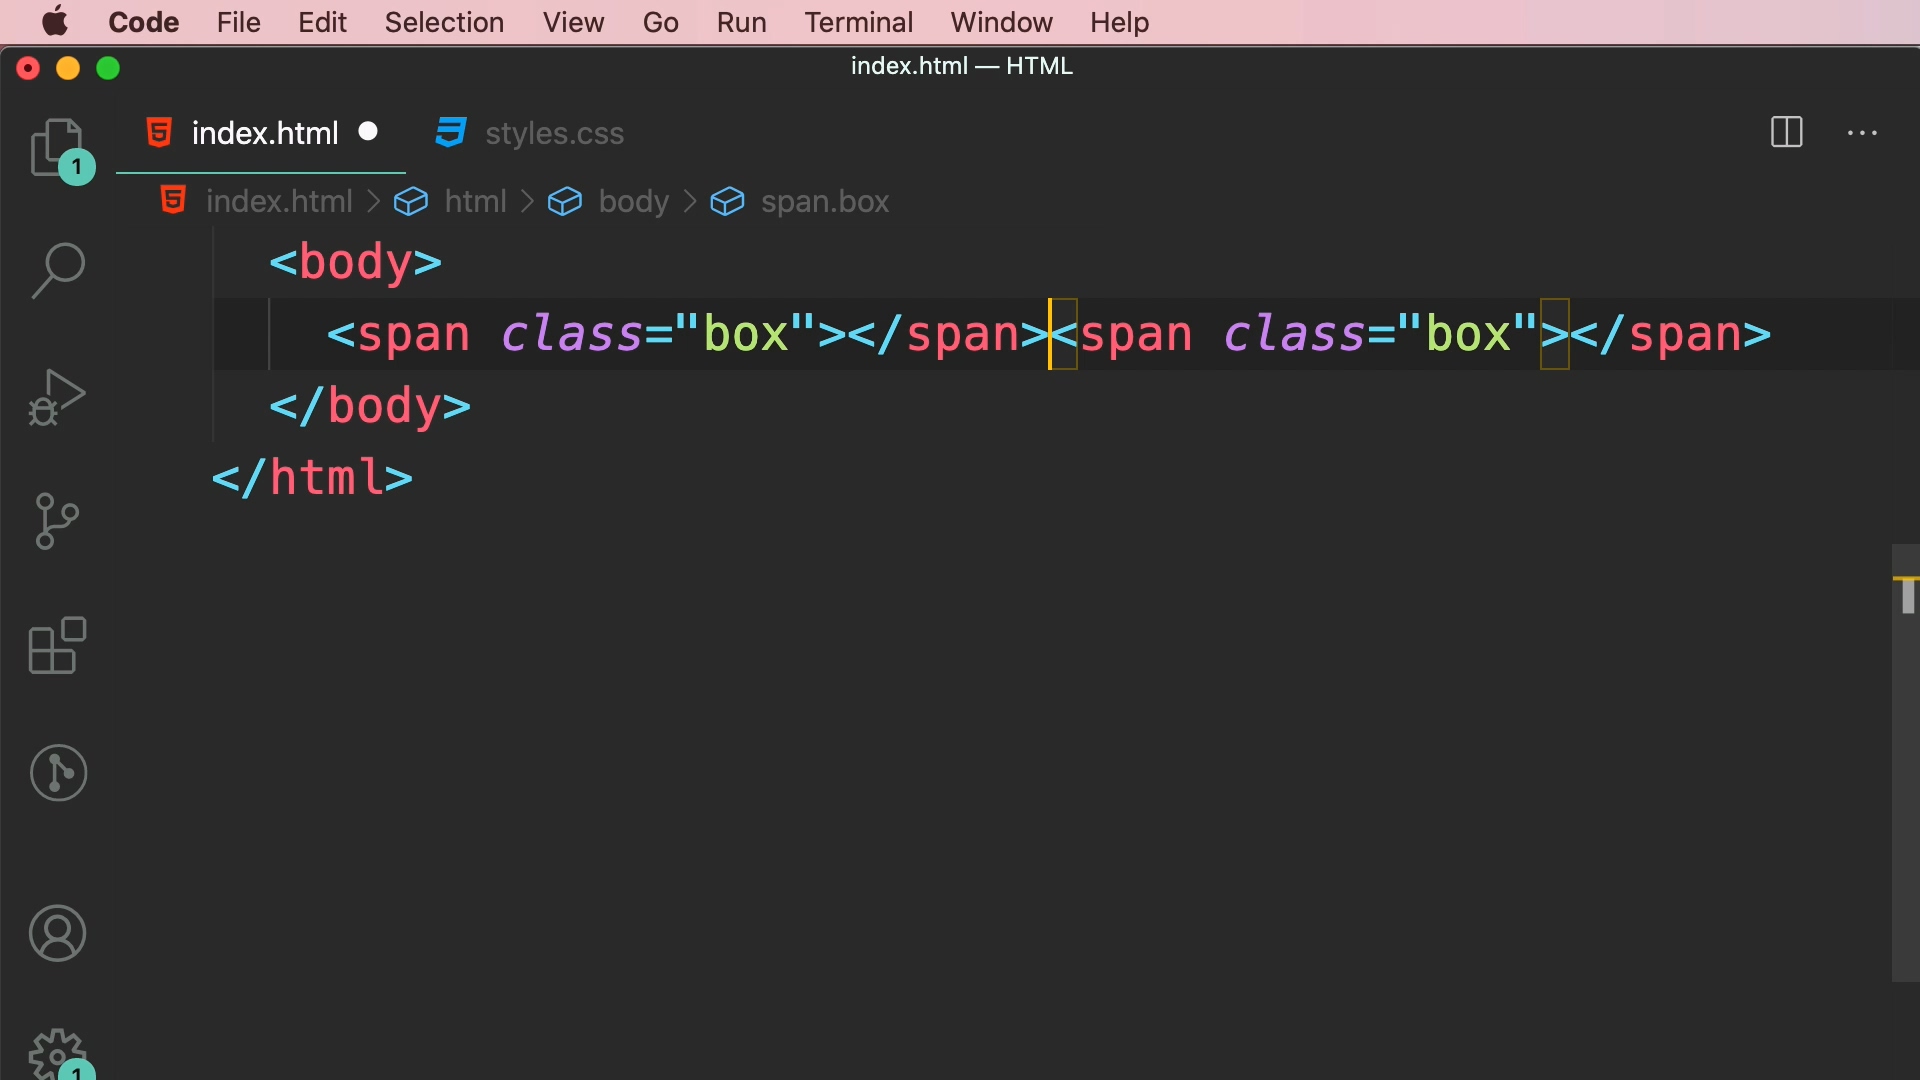 Code File Edit Selection View Go Run Terminal Window Help
index.html — HTML
index.html styles.css
1
index.html > html > body > span.box
<body>
<span class="box"></span><span class="box"></span>
</body>
</html>
1